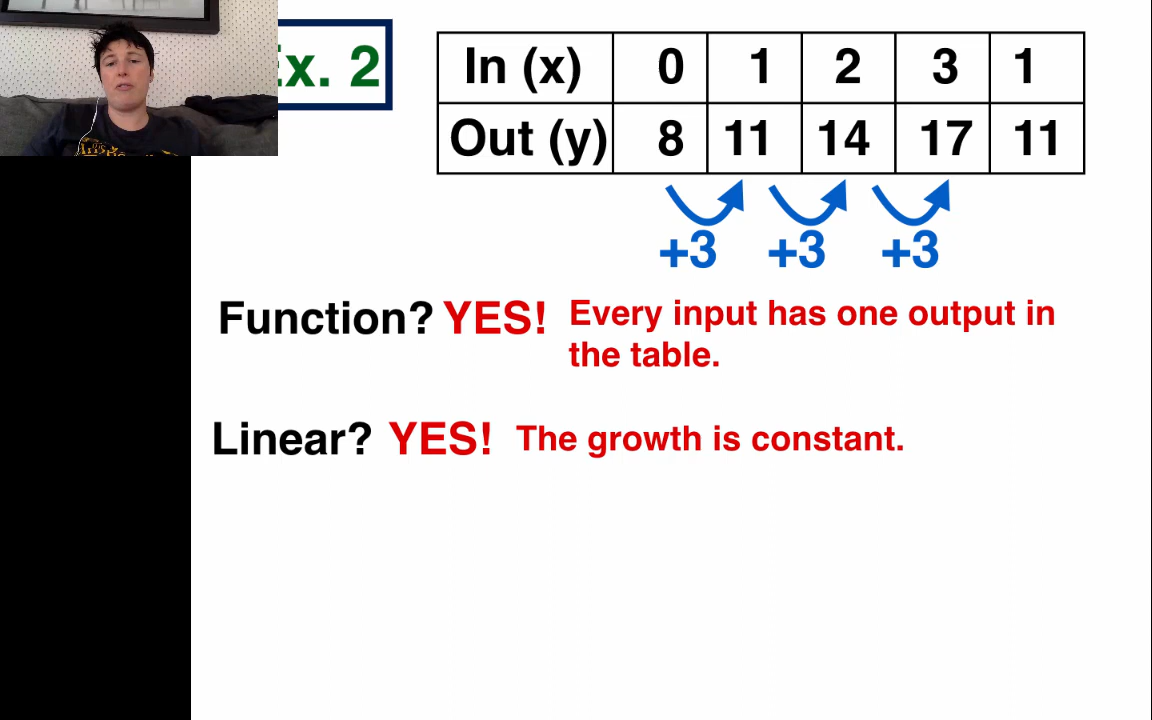 Ex. 2
In (x) 0 1 2 3 1
Out (y) 8 11 14 17 11
+3 +3 +3
Function? YES! Every input has one output in
the table.
Linear? YES! The growth is constant.